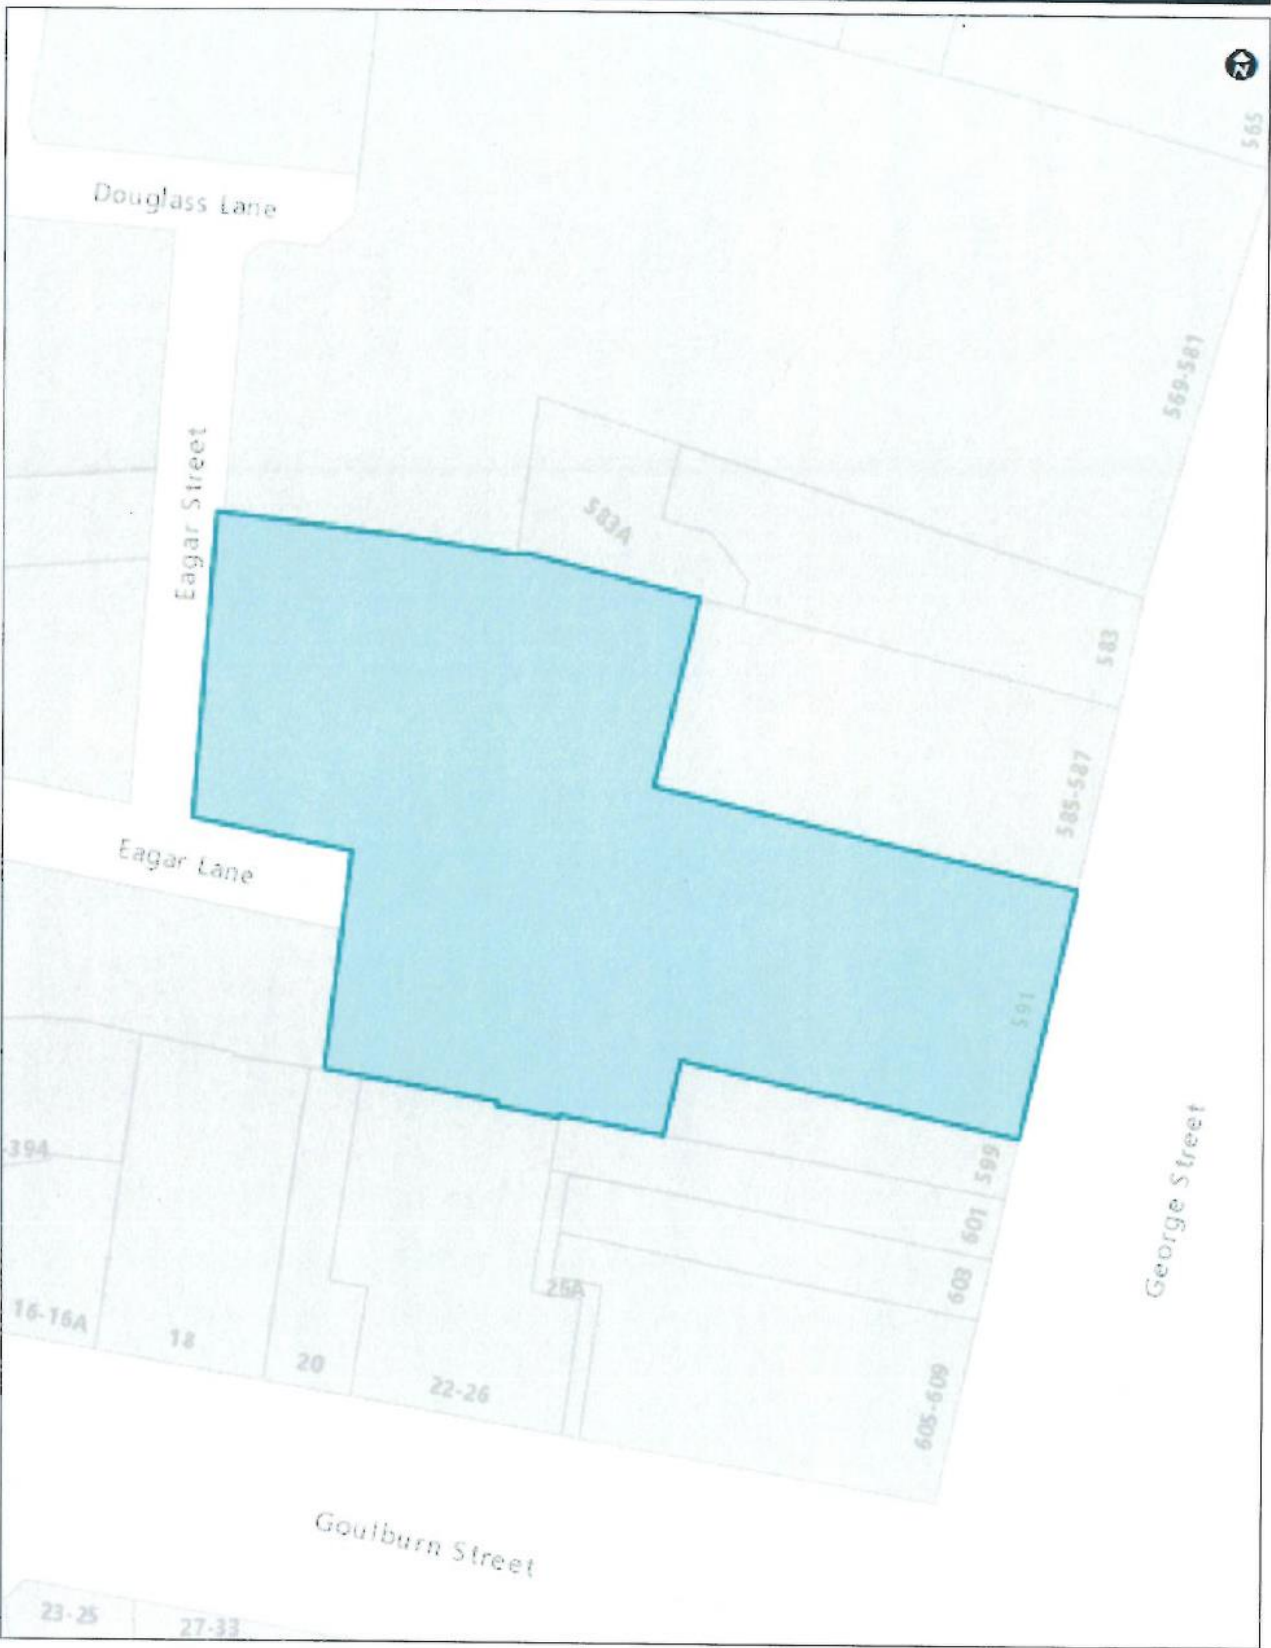 N
565
Douglass Lane
569-581
Eagar Street
583A
583
585-587
Eagar Lane
591
George Street
-39A
599
601
603
25A
16-16A
18
20
22-26
605-609
Goulburn Street
23-25
27-33